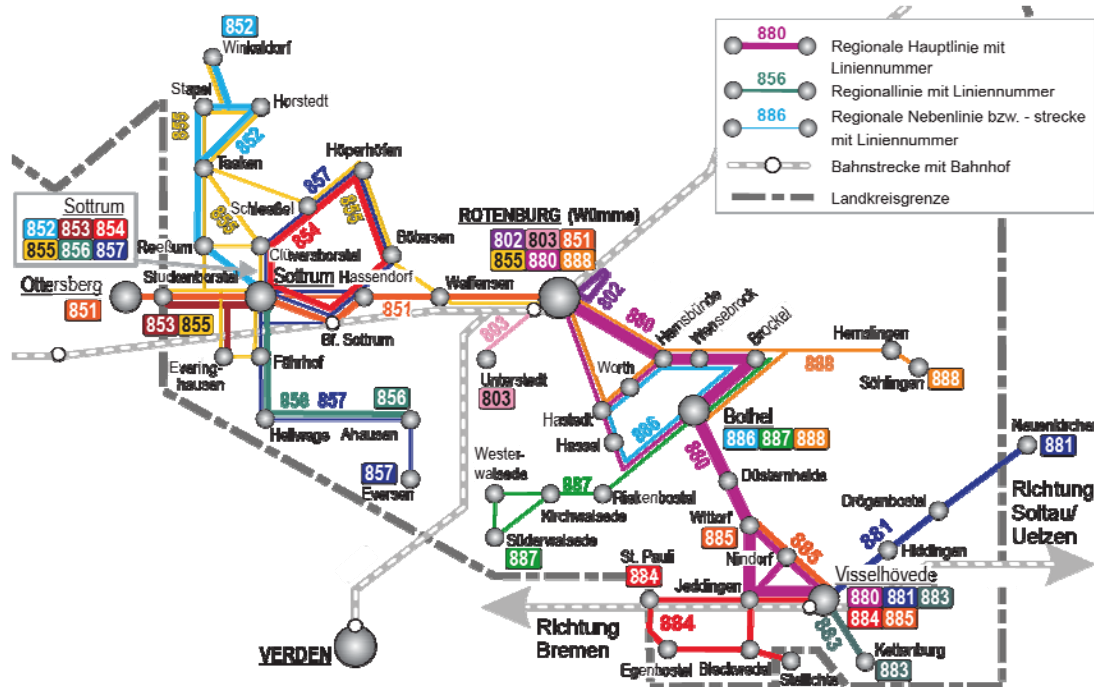 852
Winkeldorf
Stapel
Horstedt
855
852
Taaken
Höperhöfen
857
Schleeßel
855
854
855
Sottrum
852 853 854
855 856 857
Reeßum
Clüversborstel
Bötersen
ROTENBURG (Wümme)
802 803 851
855 880 888
Ottersberg
851
Stuckenborstel
Sottrum
Hassendorf
Waffensen
851
853 855
Bf. Sottrum
Everinghausen
Fährhof
856 857
856
Hellwege
Ahausen
857
Eversen
802
880
803
Unterstedt
803
Hemsbünde
Wensebrock
Brockel
Hemslingen
888
Söhlingen
888
Worth
Hastedt
Hassel
886
Bothel
886 887 888
880
Wester-
walsede
887
Kirchwalsede
Riekenbostel
Süderwalsede
887
Düsternheide
Wittorf
885
885
Nindorf
Neuenkirchen
881
Drögenbostel
881
Hiddingen
Richtung
Soltau/
Uelzen
St. Pauli
884
Jeddingen
Visselhövede
880 881 883
884 885
884
883
Kettenburg
883
Egenbostel
Bleckwedel
Stellichte
Richtung
Bremen
VERDEN
880
Regionale Hauptlinie mit
Liniennummer
856
Regionallinie mit Liniennummer
886
Regionale Nebenlinie bzw. - strecke
mit Liniennummer
Bahnstrecke mit Bahnhof
Landkreisgrenze